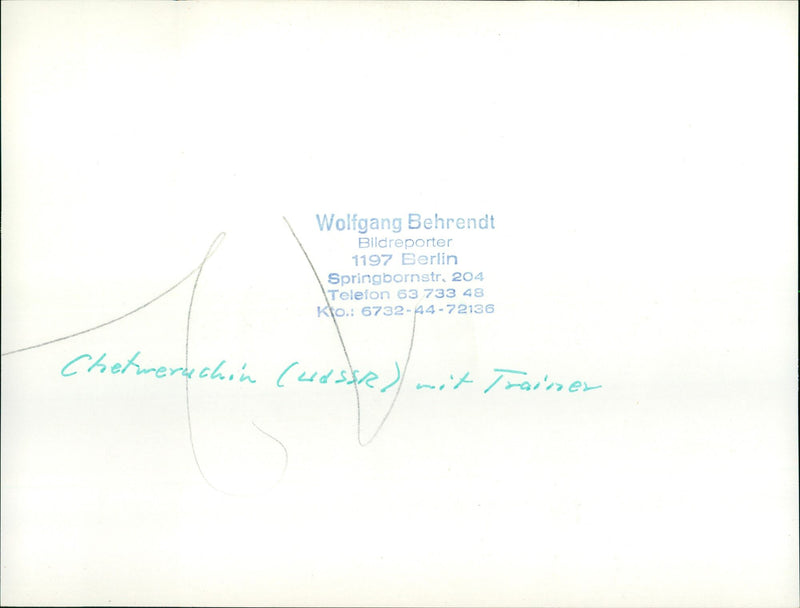 Wolfgang Behrendt
Bildreporter
1197 Berlin
Springbornstr. 204
Telefon 63 733 48
Kto.: 6732-44-72136
Chetweruchin (UdSSR) mit Trainer